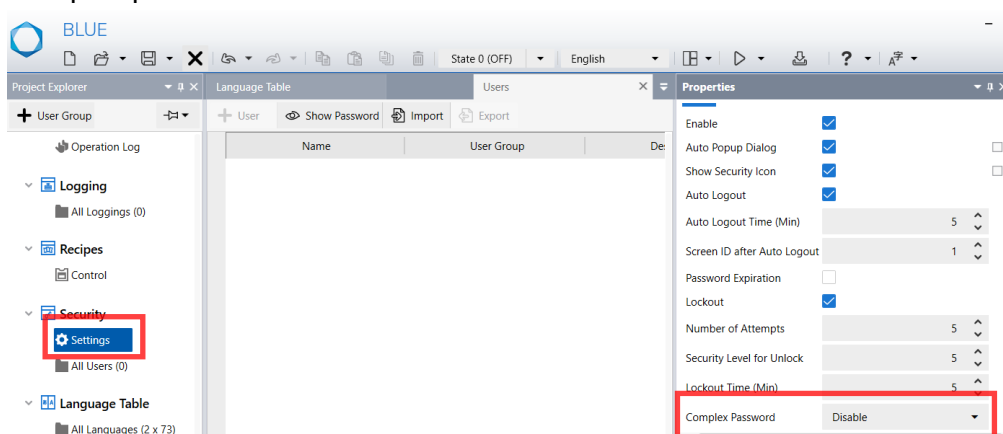 BLUE
State 0 (OFF)
English
Project Explorer
Language Table
Users
Properties
User Group
User
Show Password
Import
Export
Enable
Operation Log
Name
User Group
Auto Popup Dialog
Show Security Icon
Logging
Auto Logout
All Loggings (0)
Auto Logout Time (Min) 5
Recipes
Screen ID after Auto Logout 1
Control
Password Expiration
Lockout
Security
Number of Attempts 5
Settings
Security Level for Unlock 5
All Users (0)
Lockout Time (Min) 5
Language Table
Complex Password Disable
All Languages (2 x 73)